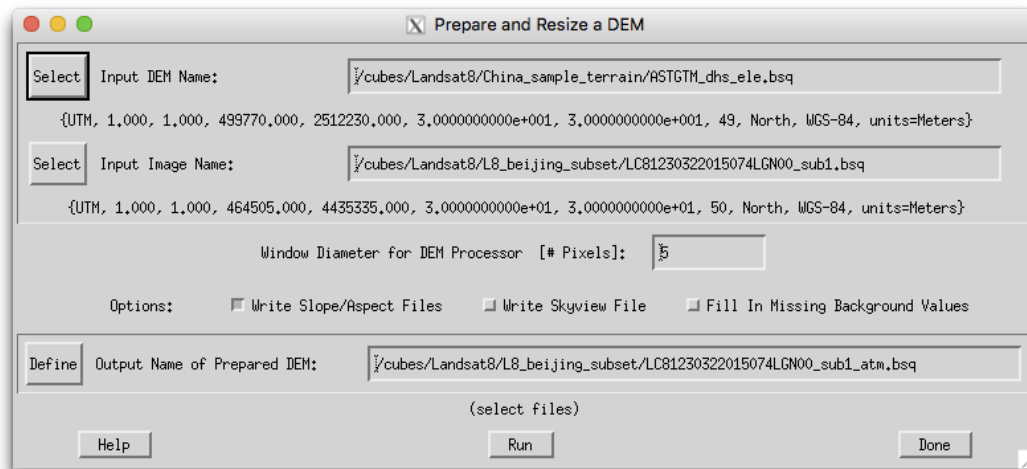 Prepare and Resize a DEM
Select Input DEM Name: /cubes/Landsat8/China_sample_terrain/ASTGTM_dhs_ele.bsq
{UTM, 1.000, 1.000, 499770.000, 2512230.000, 3.0000000000e+001, 3.0000000000e+001, 49, North, WGS-84, units=Meters}
Select Input Image Name: /cubes/Landsat8/L8_beijing_subset/LC81230322015074LGN00_sub1.bsq
{UTM, 1.000, 1.000, 464505.000, 4435335.000, 3.0000000000e+01, 3.0000000000e+01, 50, North, WGS-84, units=Meters}
Window Diameter for DEM Processor [# Pixels]: 5
Options: Write Slope/Aspect Files Write Skyview File Fill In Missing Background Values
Define Output Name of Prepared DEM: /cubes/Landsat8/L8_beijing_subset/LC81230322015074LGN00_sub1_atm.bsq
(select files)
Help Run Done